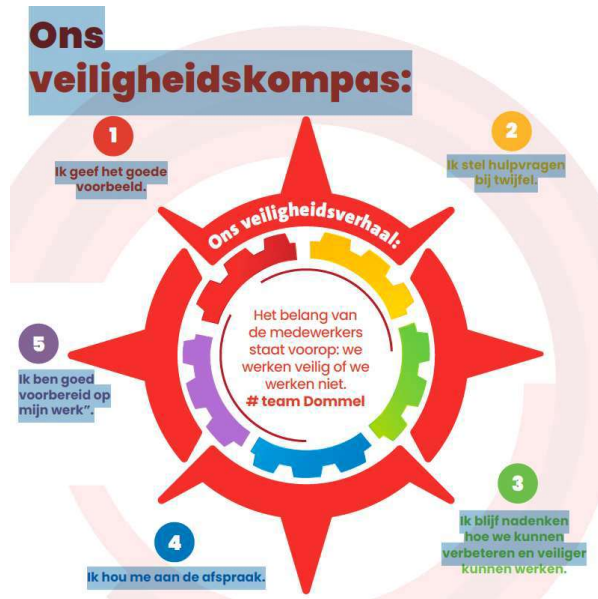 Ons
veiligheidskompas:
1
Ik geef het goede
voorbeeld.
2
Ik stel hulpvragen
bij twijfel.
Ons veiligheidsverhaal:
Het belang van
de medewerkers
staat voorop: we
werken veilig of we
werken niet.
# team Dommel
5
Ik ben goed
voorbereid op
mijn werk”.
3
Ik blijf nadenken
hoe we kunnen
verbeteren en veiliger
kunnen werken.
4
Ik hou me aan de afspraak.